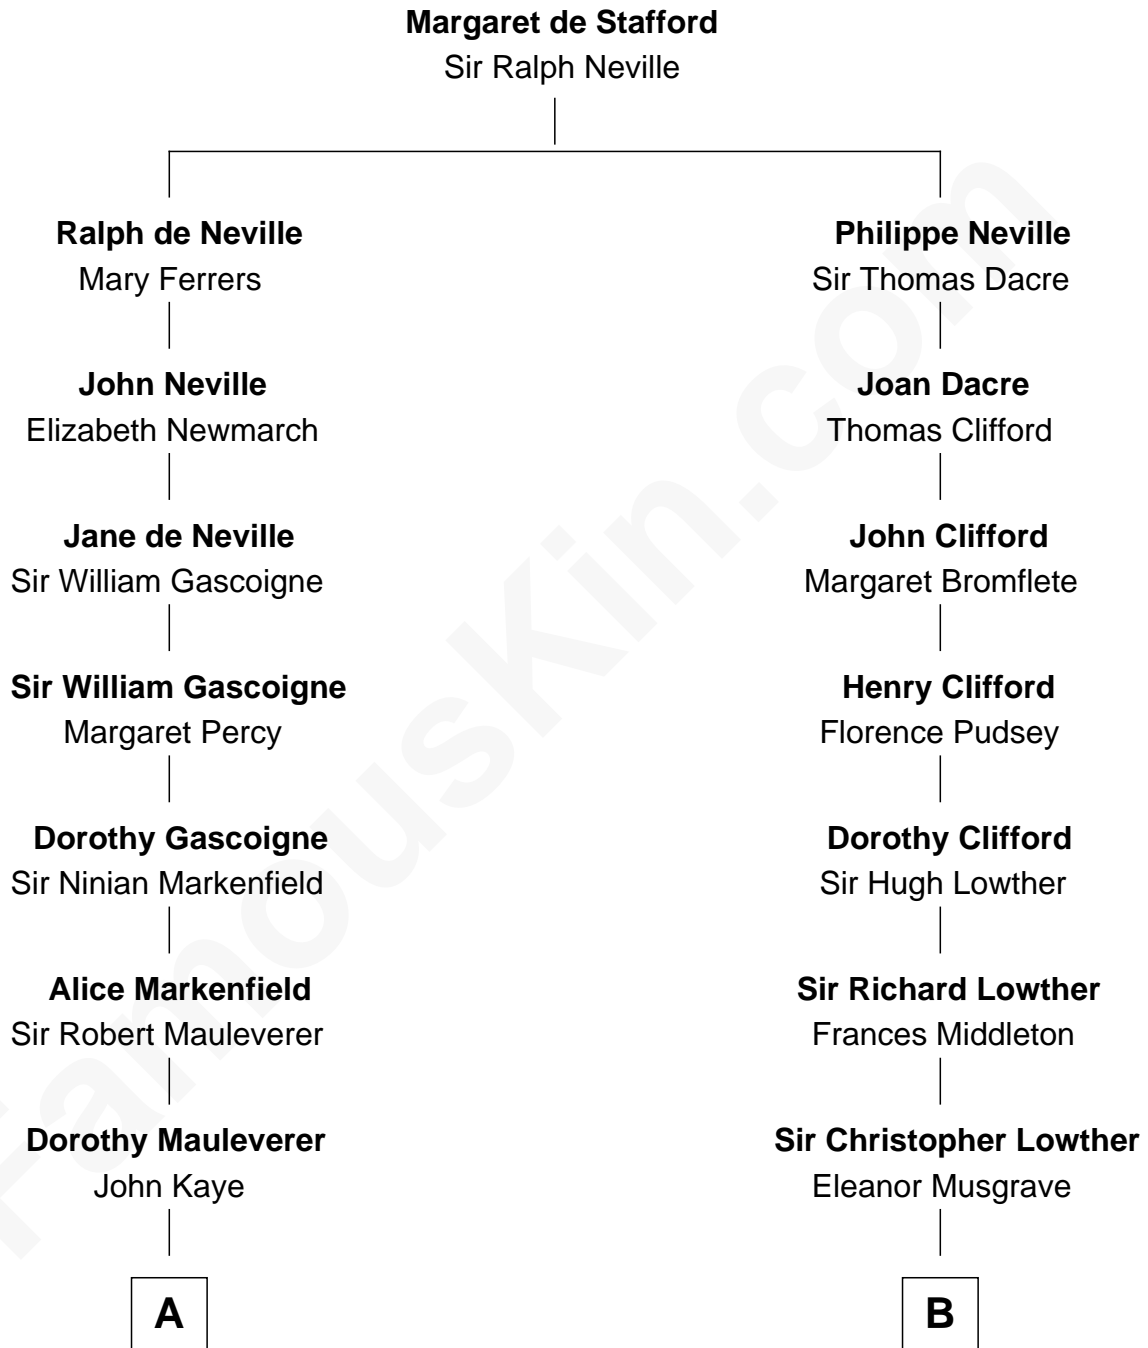 Margaret de Stafford
Sir Ralph Neville
Ralph de Neville
Mary Ferrers
John Neville
Elizabeth Newmarch
Jane de Neville
Sir William Gascoigne
Sir William Gascoigne
Margaret Percy
Dorothy Gascoigne
Sir Ninian Markenfield
Alice Markenfield
Sir Robert Mauleverer
Dorothy Mauleverer
John Kaye
A
Philippe Neville
Sir Thomas Dacre
Joan Dacre
Thomas Clifford
John Clifford
Margaret Bromflete
Henry Clifford
Florence Pudsey
Dorothy Clifford
Sir Hugh Lowther
Sir Richard Lowther
Frances Middleton
Sir Christopher Lowther
Eleanor Musgrave
B
FamousKin.com